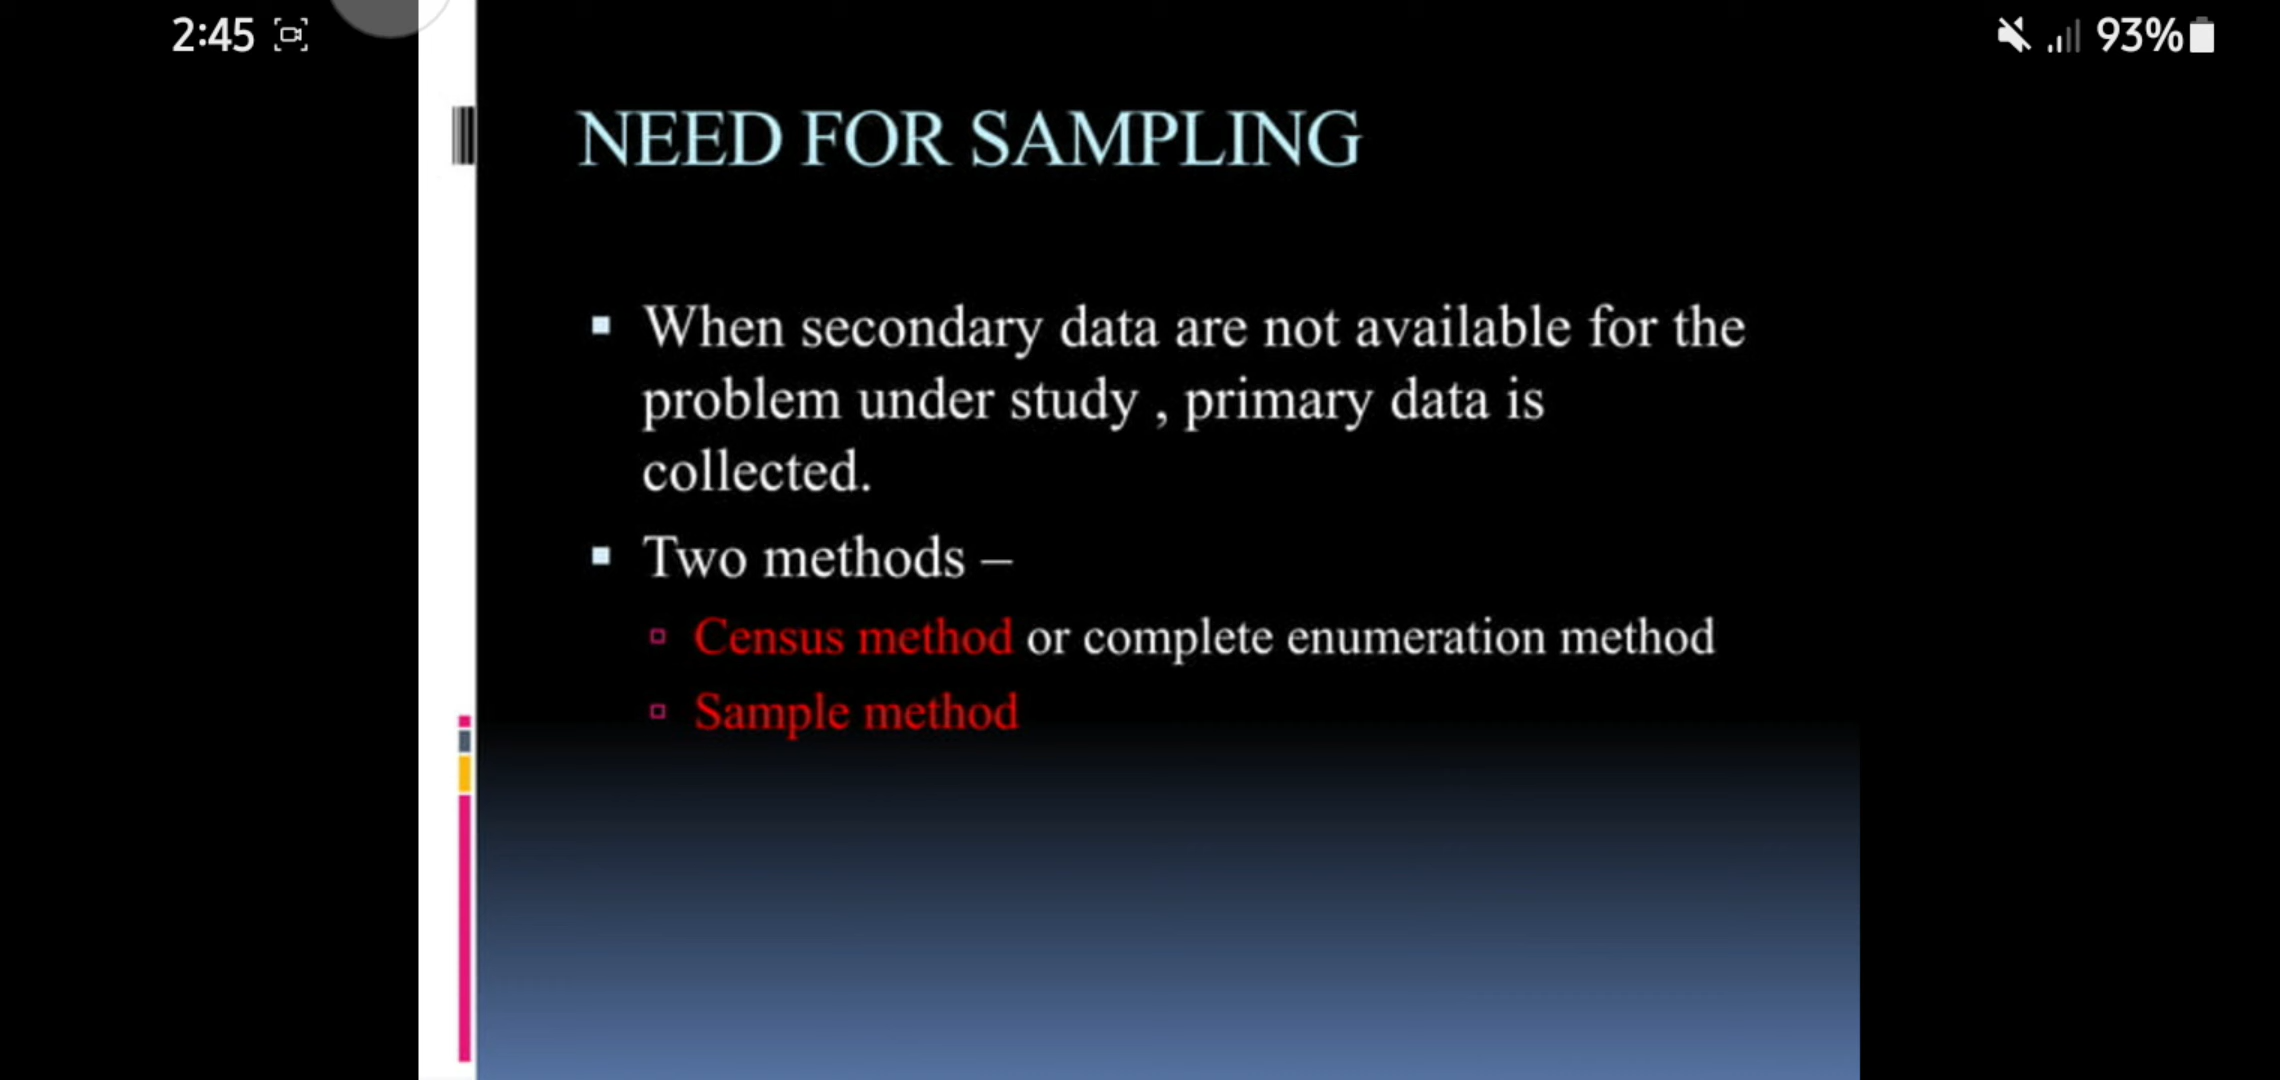 2:45
93%
NEED FOR SAMPLING
When secondary data are not available for the
problem under study , primary data is
collected.
Two methods –
Census method or complete enumeration method
Sample method